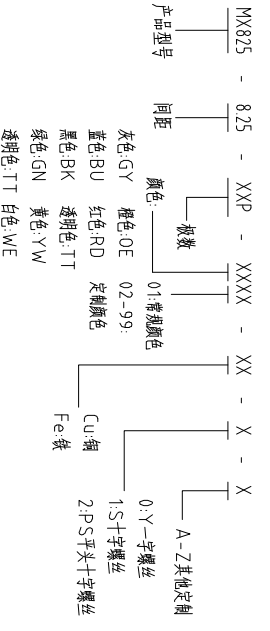 MX825 - 8.25 - XXP - XXXX - XX - X - X
产品型号
间距
极数
颜色:
01:常规颜色
02-99:
定制颜色
灰色:GY 橙色:OE
蓝色:BU 红色:RD
黑色:BK 透明色:TT
绿色:GN 黄色:YW
透明色:TT 白色:WE
Cu:铜
Fe:铁
0:Y一字螺丝
1:S十字螺丝
2:PS平头十字螺丝
A-Z其他定制